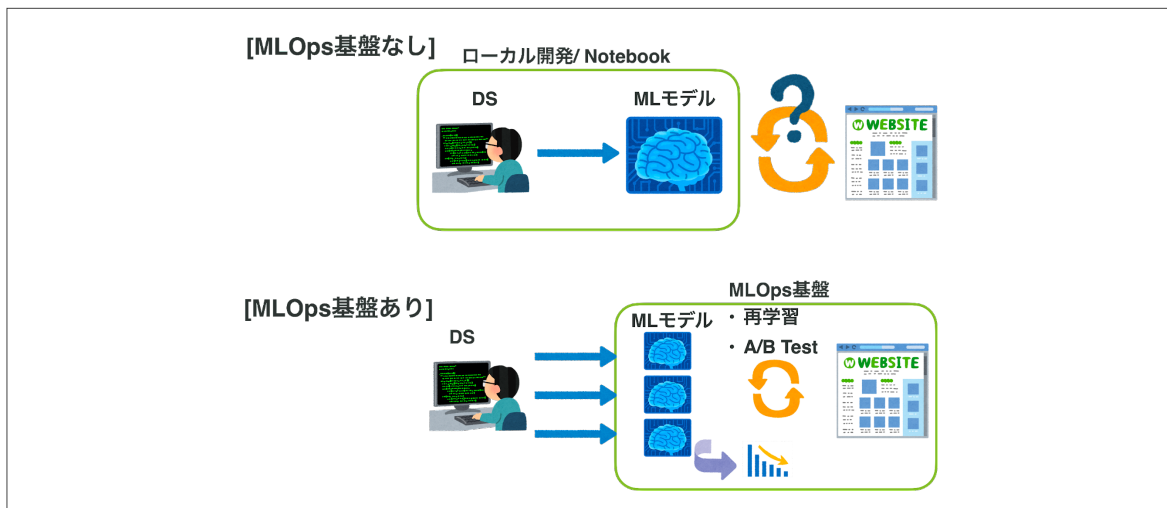 [MLOps基盤なし]
ローカル開発/ Notebook
DS
MLモデル
?
W WEBSITE
[MLOps基盤あり]
MLOps基盤
DS
MLモデル
・ 再学習
・ A/B Test
W WEBSITE